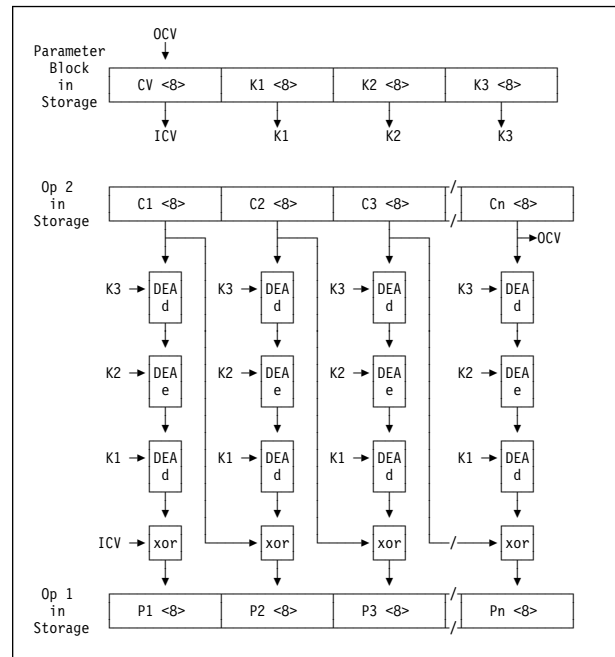 OCV
Parameter
Block
in
Storage
CV <8> K1 <8> K2 <8> K3 <8>
ICV K1 K2 K3
Op 2
in
Storage
C1 <8> C2 <8> C3 <8> / / Cn <8>
OCV
K3 DEA d K3 DEA d K3 DEA d K3 DEA d
K2 DEA e K2 DEA e K2 DEA e K2 DEA e
K1 DEA d K1 DEA d K1 DEA d K1 DEA d
ICV xor xor xor / xor
Op 1
in
Storage
P1 <8> P2 <8> P3 <8> / / Pn <8>